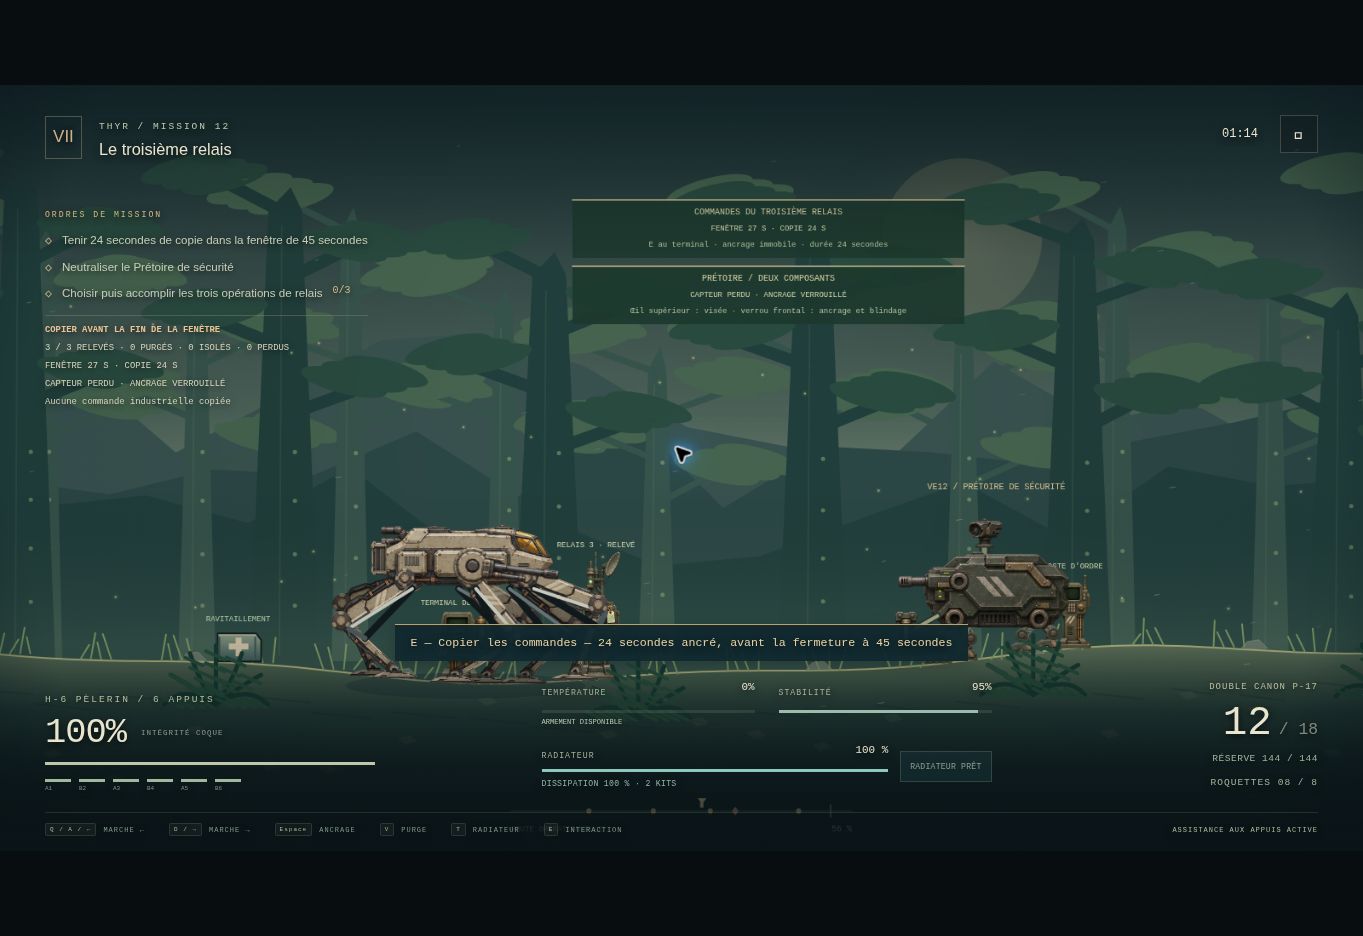 VII
THYR / MISSION 12
Le troisième relais
01:14
ORDRES DE MISSION
◇ Tenir 24 secondes de copie dans la fenêtre de 45 secondes
◇ Neutraliser le Prétoire de sécurité
◇ Choisir puis accomplir les trois opérations de relais 0/3
COPIER AVANT LA FIN DE LA FENÊTRE
3 / 3 RELEVÉS · 0 PURGÉS · 0 ISOLÉS · 0 PERDUS
FENÊTRE 27 S · COPIE 24 S
CAPTEUR PERDU · ANCRAGE VERROUILLÉ
Aucune commande industrielle copiée
COMMANDES DU TROISIÈME RELAIS
FENÊTRE 27 S · COPIE 24 S
E au terminal · ancrage immobile · durée 24 secondes
PRÉTOIRE / DEUX COMPOSANTS
CAPTEUR PERDU · ANCRAGE VERROUILLÉ
Œil supérieur : visée · verrou frontal : ancrage et blindage
VE12 / PRÉTOIRE DE SÉCURITÉ
RELAIS 3 · RELEVÉ
D'ORDRE
TERMINAL
RAVITAILLEMENT
E — Copier les commandes — 24 secondes ancré, avant la fermeture à 45 secondes
H-6 PÈLERIN / 6 APPUIS
100% INTÉGRITÉ COQUE
A1 B2 A3 B4 A5 B6
TEMPÉRATURE 0%
ARMEMENT DISPONIBLE
STABILITÉ 95%
RADIATEUR 100 %
DISSIPATION 100 % · 2 KITS
RADIATEUR PRÊT
DOUBLE CANON P-17
12 / 18
RÉSERVE 144 / 144
ROQUETTES 08 / 8
56 %
Q / A / ← MARCHE ← D / → MARCHE → Espace ANCRAGE V PURGE T RADIATEUR E INTERACTION
ASSISTANCE AUX APPUIS ACTIVE